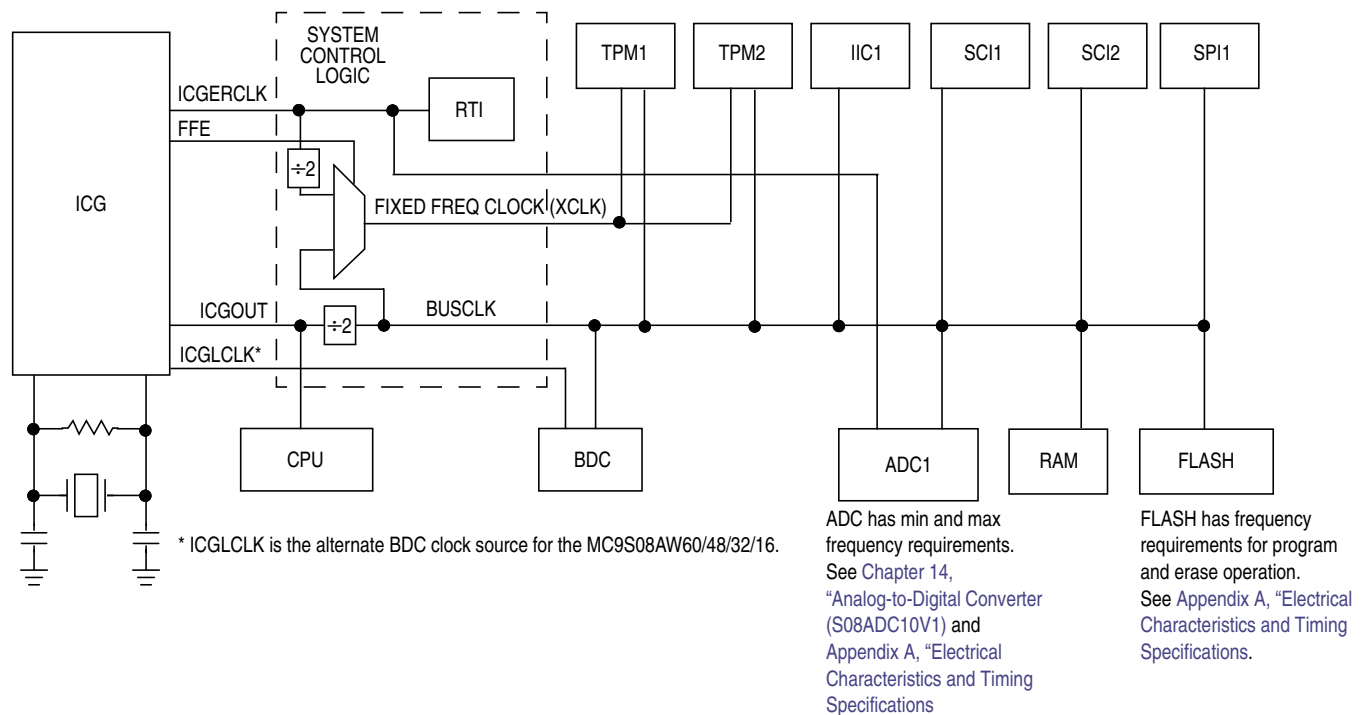 SYSTEM
CONTROL
LOGIC
TPM1
TPM2
IIC1
SCI1
SCI2
SPI1
ICGERCLK
RTI
FFE
÷2
ICG
FIXED FREQ CLOCK (XCLK)
ICGOUT
÷2
BUSCLK
ICGLCLK*
CPU
BDC
ADC1
RAM
FLASH
* ICGLCLK is the alternate BDC clock source for the MC9S08AW60/48/32/16.
ADC has min and max
frequency requirements.
See Chapter 14,
“Analog-to-Digital Converter
(S08ADC10V1) and
Appendix A, “Electrical
Characteristics and Timing
Specifications
FLASH has frequency
requirements for program
and erase operation.
See Appendix A, “Electrical
Characteristics and Timing
Specifications.